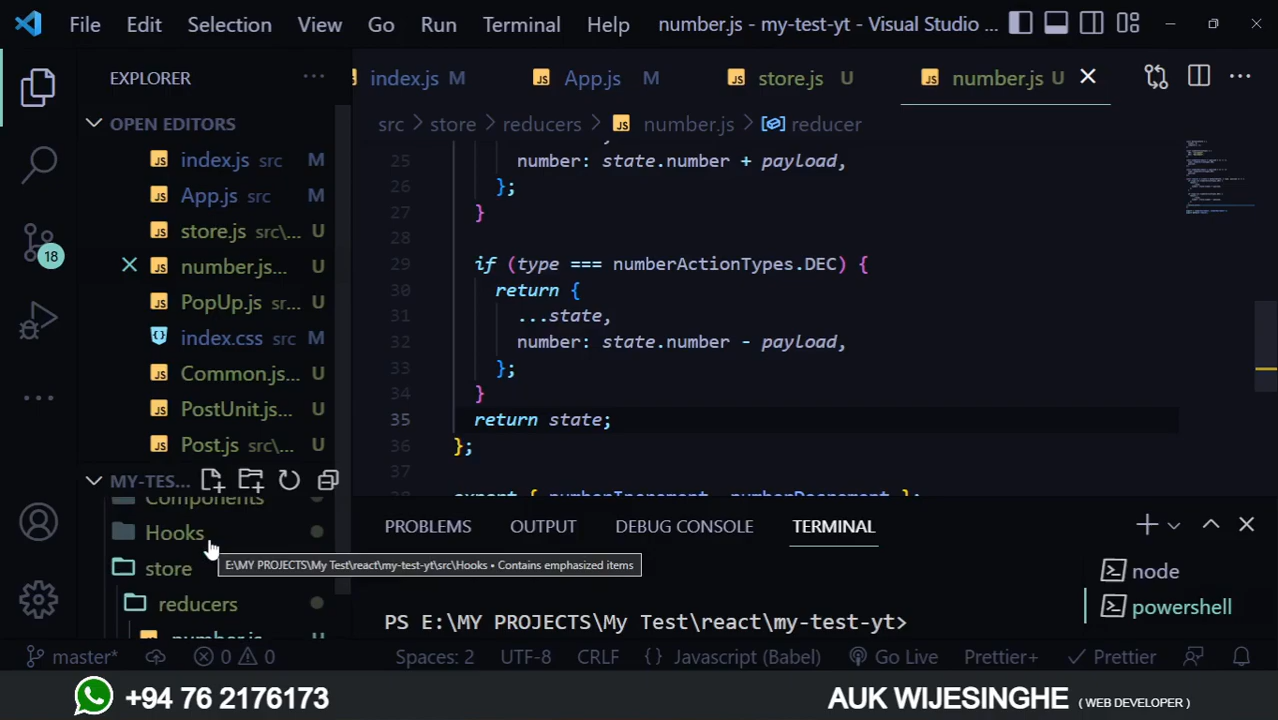 File Edit Selection View Go Run Terminal Help number.js - my-test-yt - Visual Studio ...
EXPLORER ...
index.js M App.js M store.js U number.js U
OPEN EDITORS
src > store > reducers > number.js > reducer
index.js src M
App.js src M
store.js src\... U
number.js... U
PopUp.js sr... U
index.css src M
Common.js... U
PostUnit.js... U
Post.js src\... U
25 number: state.number + payload,
26 };
27 }
28
29 if (type === numberActionTypes.DEC) {
30 return {
31 ...state,
32 number: state.number - payload,
33 };
34 }
35 return state;
36 };
37
export { numberIncrement, numberDecrement };
18
MY-TES...
Components
Hooks
E:\MY PROJECTS\My Test\react\my-test-yt\src\Hooks • Contains emphasized items
store
reducers
number.js U
PROBLEMS OUTPUT DEBUG CONSOLE TERMINAL
PS E:\MY PROJECTS\My Test\react\my-test-yt>
node
powershell
master* 0 0 Spaces: 2 UTF-8 CRLF {} Javascript (Babel) Go Live Prettier+ Prettier
+94 76 2176173
AUK WIJESINGHE ( WEB DEVELOPER )